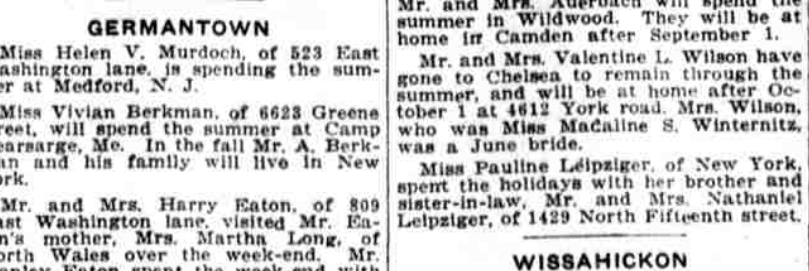 GERMANTOWN
Miss Helen V. Murdoch, of 523 East
ashington lane, is spending the sum-
er at Medford, N. J.
Miss Vivian Berkman, of 6623 Greene
reet, will spend the summer at Camp
earsarge, Me. In the fall Mr. A. Berk-
an and his family will live in New
ork.
Mr. and Mrs. Harry Eaton, of 809
ast Washington lane, visited Mr. Ea-
n's mother, Mrs. Martha Long, of
orth Wales over the week-end. Mr.
Eaton spent the week-end with
Mr. and Mrs. Auerbach will spend the
summer in Wildwood. They will be at
home in Camden after September 1.
Mr. and Mrs. Valentine L. Wilson have
gone to Chelsea to remain through the
summer, and will be at home after Oc-
tober 1 at 4612 York road. Mrs. Wilson,
who was Miss Madaline S. Winternitz,
was a June bride.
Miss Pauline Leipziger, of New York,
spent the holidays with her brother and
sister-in-law, Mr. and Mrs. Nathaniel
Leipziger, of 1429 North Fifteenth street.
WISSAHICKON